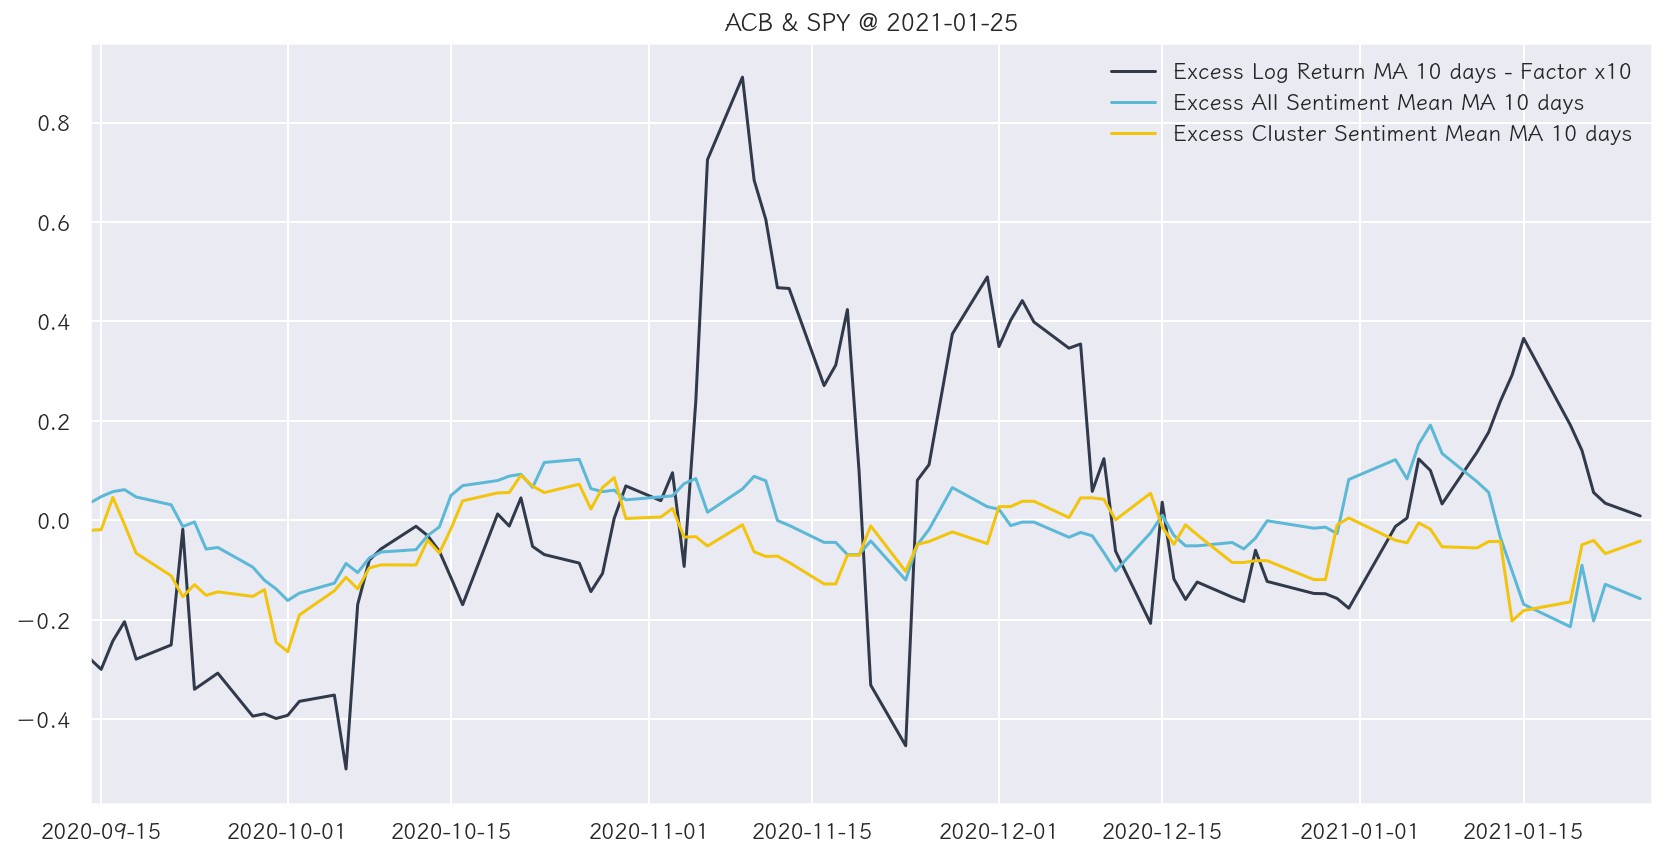 ACB & SPY @ 2021-01-25
Excess Log Return MA 10 days - Factor x10
Excess All Sentiment Mean MA 10 days
Excess Cluster Sentiment Mean MA 10 days
0.8
0.6
0.4
0.2
0.0
−0.2
−0.4
2020-09-15 2020-10-01 2020-10-15 2020-11-01 2020-11-15 2020-12-01 2020-12-15 2021-01-01 2021-01-15